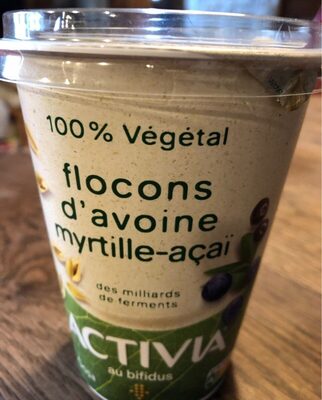 100% Végétal
flocons
d'avoine
myrtille-açaï
des milliards
de ferments
ACTIVIA
au bifidus